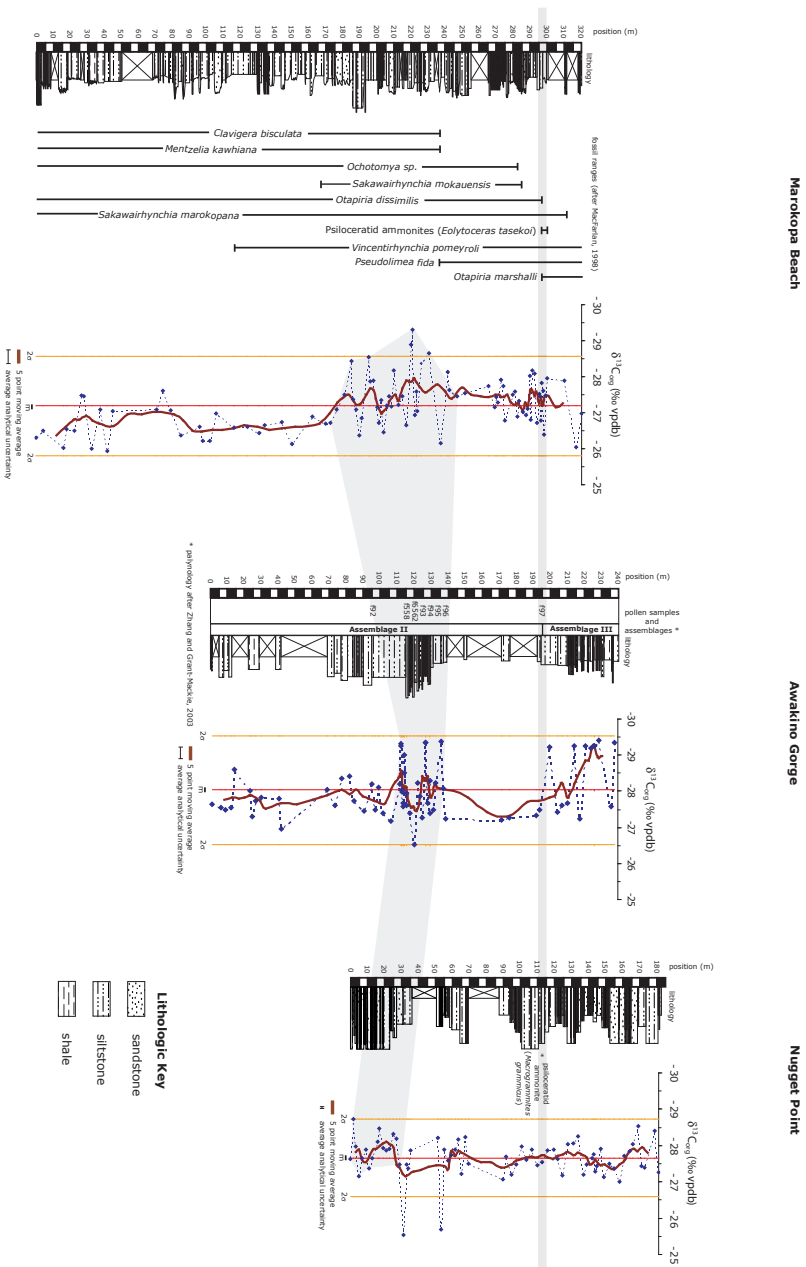 Marokopa Beach
position (m)
0 10 20 30 40 50 60 70 80 90 100 110 120 130 140 150 160 170 180 190 200 210 220 230 240 250 260 270 280 290 300 310 320
lithology
fossil ranges (after MacFarlan, 1998)
Clavigera bisculata
Mentzelia kawhiana
Ochotomya sp.
Sakawairhynchia mokauensis
Otapiria dissimilis
Sakawairhynchia marokopana
Psiloceratid ammonites (Eolytoceras tasekoi)
Vincentirhynchia pomeyroli
Pseudolimea fida
Otapiria marshalli
δ13Corg (‰ vpdb)
-30 -29 -28 -27 -26 -25
2σ
m
2σ
5 point moving average
average analytical uncertainty
Awakino Gorge
position (m)
0 10 20 30 40 50 60 70 80 90 100 110 120 130 140 150 160 170 180 190 200 210 220 230 240
pollen samples
and
assemblages *
f92
f558
f6562
f93
f94
f95
f96
f97
Assemblage II
Assemblage III
lithology
* palynology after Zhang and Grant-Mackie, 2003
δ13Corg (‰ vpdb)
-30 -29 -28 -27 -26 -25
2σ
m
2σ
5 point moving average
average analytical uncertainty
Nugget Point
position (m)
0 10 20 30 40 50 60 70 80 90 100 110 120 130 140 150 160 170 180
lithology
* psiloceratid
ammonite
(Macrogrammites
grammicus)
δ13Corg (‰ vpdb)
-30 -29 -28 -27 -26 -25
2σ
m
2σ
5 point moving average
average analytical uncertainty
Lithologic Key
sandstone
siltstone
shale